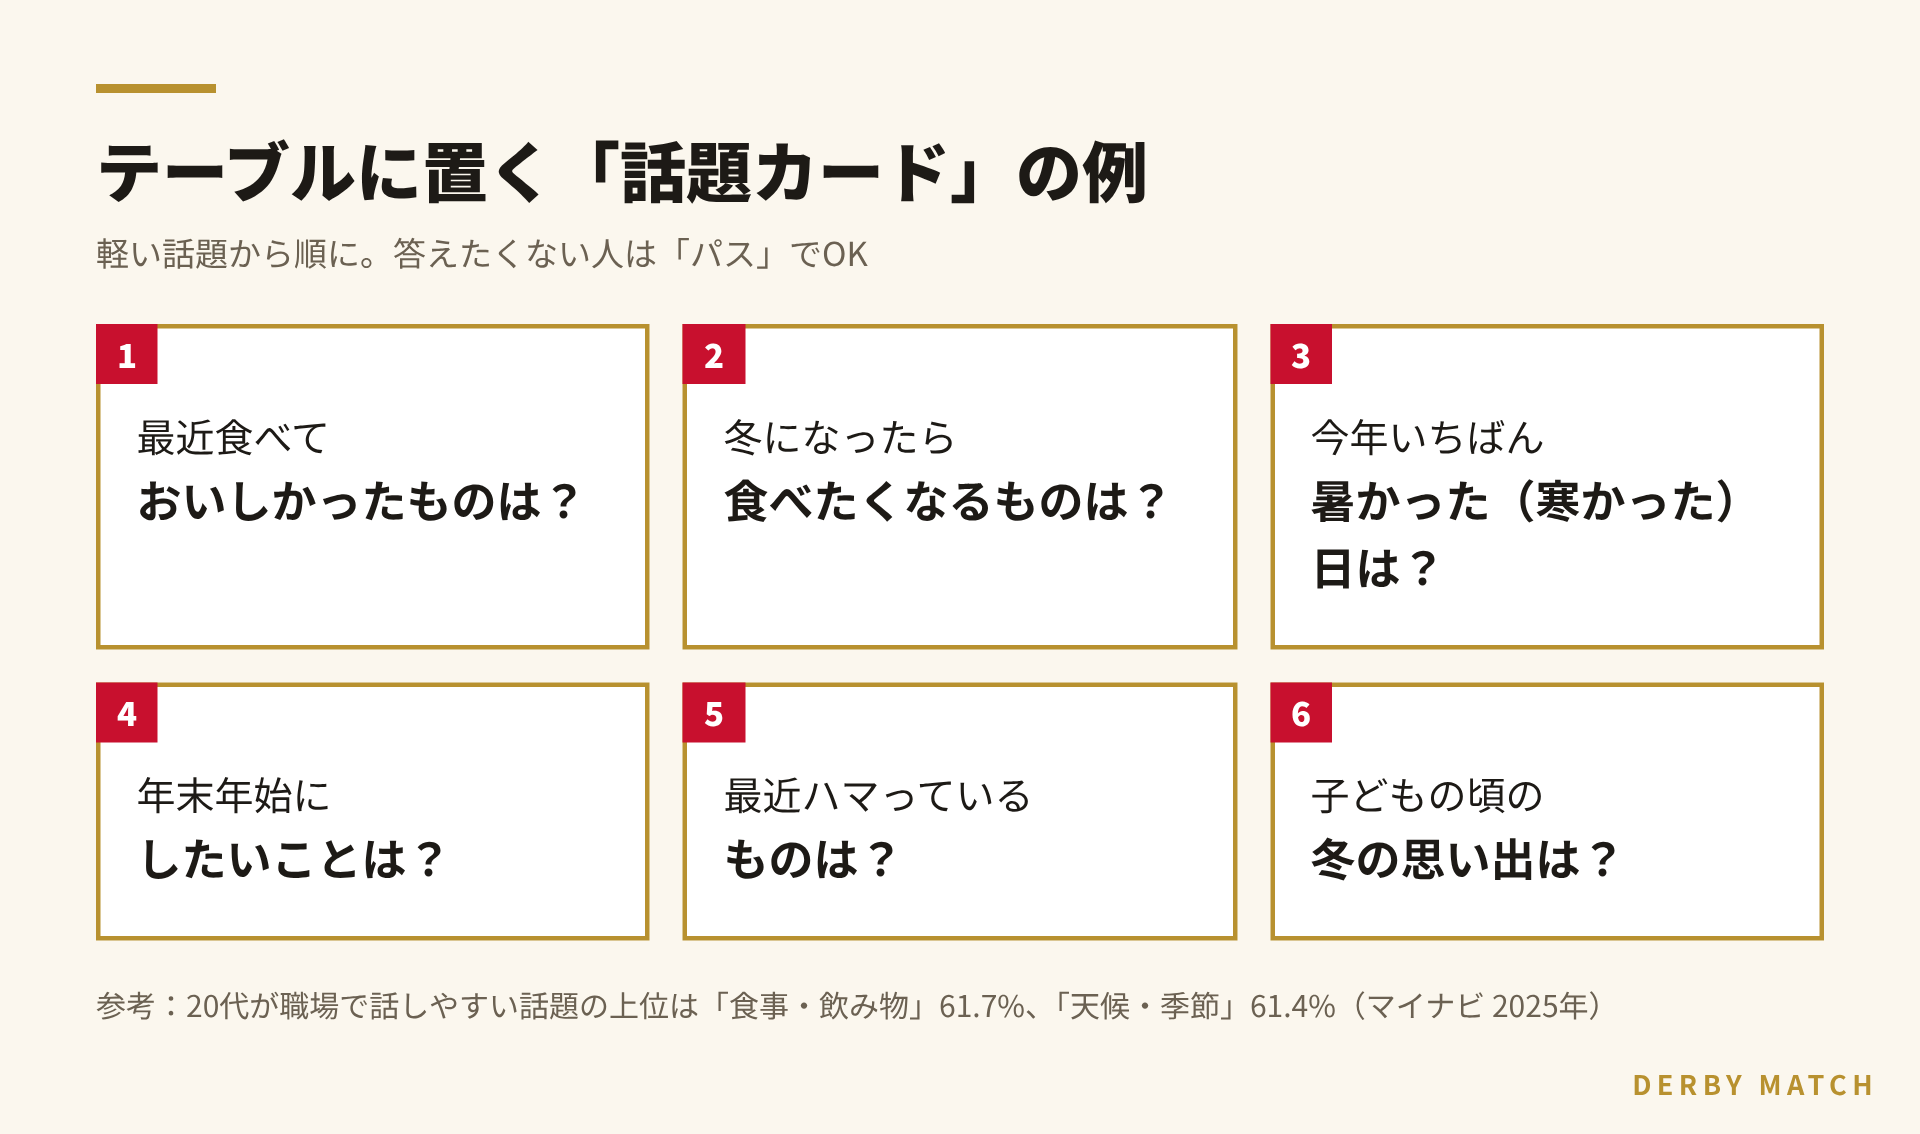 テーブルに置く「話題カード」の例
軽い話題から順に。答えたくない人は「パス」でOK
1
最近食べて
おいしかったものは？
2
冬になったら
食べたくなるものは？
3
今年いちばん
暑かった（寒かった）
日は？
4
年末年始に
したいことは？
5
最近ハマっている
ものは？
6
子どもの頃の
冬の思い出は？
参考：20代が職場で話しやすい話題の上位は「食事・飲み物」61.7%、「天候・季節」61.4%（マイナビ 2025年）
DERBY MATCH